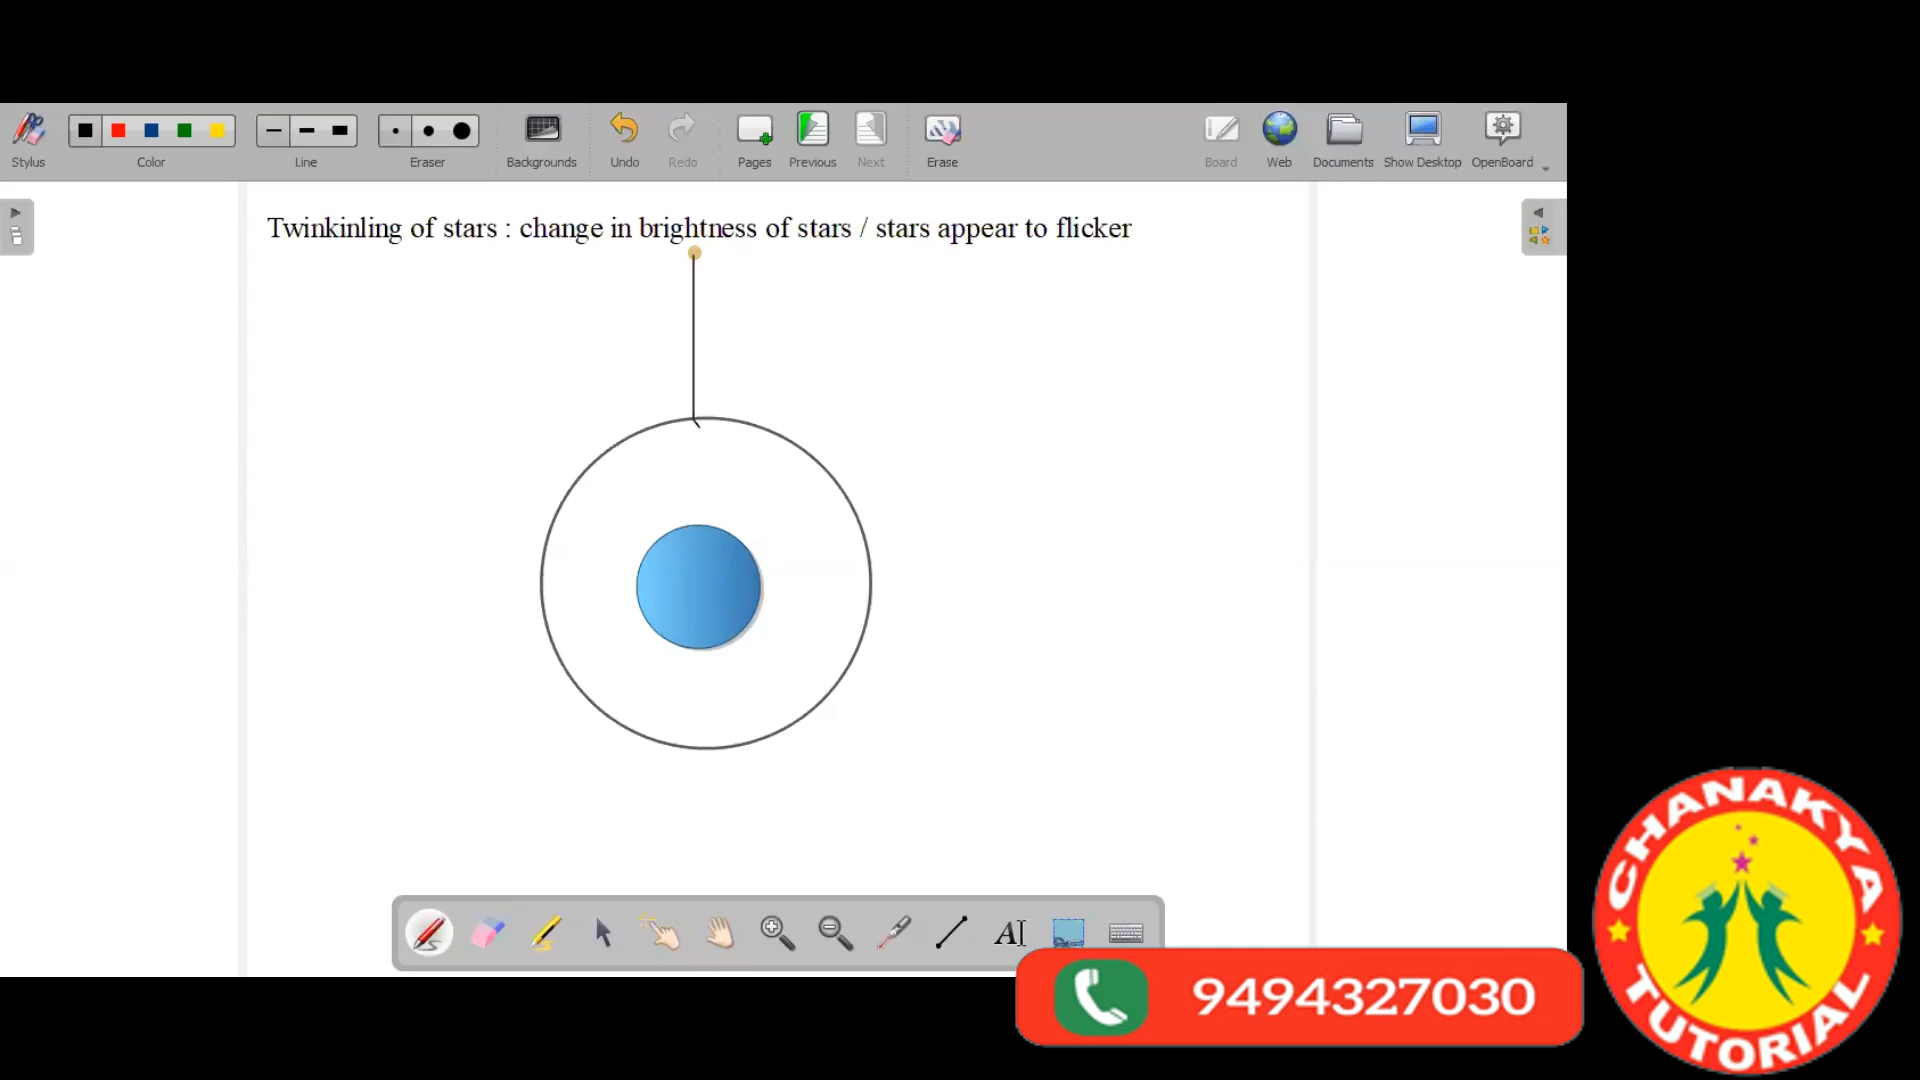 Stylus
Color
Line
Eraser
Backgrounds
Undo
Redo
Pages
Previous
Next
Erase
Board
Web
Documents
Show Desktop
OpenBoard
Twinkinling of stars : change in brightness of stars / stars appear to flicker
9494327030
CHANAKYA
TUTORIAL